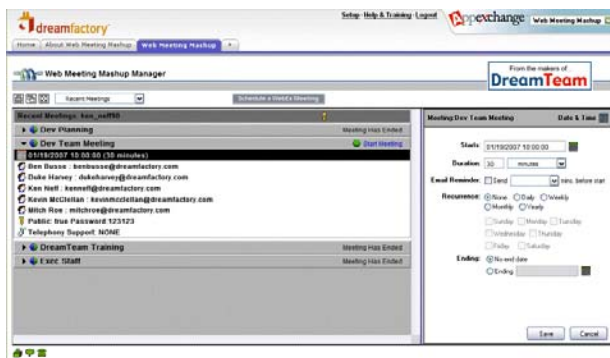 dreamfactory
Setup · Help & Training · Logout
Appexchange
Web Meeting Mashup
Home
About Web Meeting Mashup
Web Meeting Mashup
Web Meeting Mashup Manager
From the makers of...
DreamTeam
Recent Meetings
Schedule a WebEx Meeting
Recent Meetings: ken_neff90
Dev Planning
Meeting Has Ended
Dev Team Meeting
Start Meeting
01/19/2007 10:00:00 (30 minutes)
Ben Busse : benbusse@dreamfactory.com
Duke Harvey : dukeharvey@dreamfactory.com
Ken Neff : kenneff@dreamfactory.com
Kevin McClellan : kevinmcclellan@dreamfactory.com
Mitch Roe : mitchroe@dreamfactory.com
Public: true Password: 123123
Telephony Support: NONE
DreamTeam Training
Meeting Has Ended
Exec Staff
Meeting Has Ended
Meeting:Dev Team Meeting
Date & Time
Starts: 01/19/2007 10:00:00
Duration: 30 minutes
Email Reminder: Send mins. before start
Recurrence: None Daily Weekly
Monthly Yearly
Sunday Monday Tuesday
Wednesday Thursday
Friday Saturday
Ending: No end date
Ending:
Save
Cancel